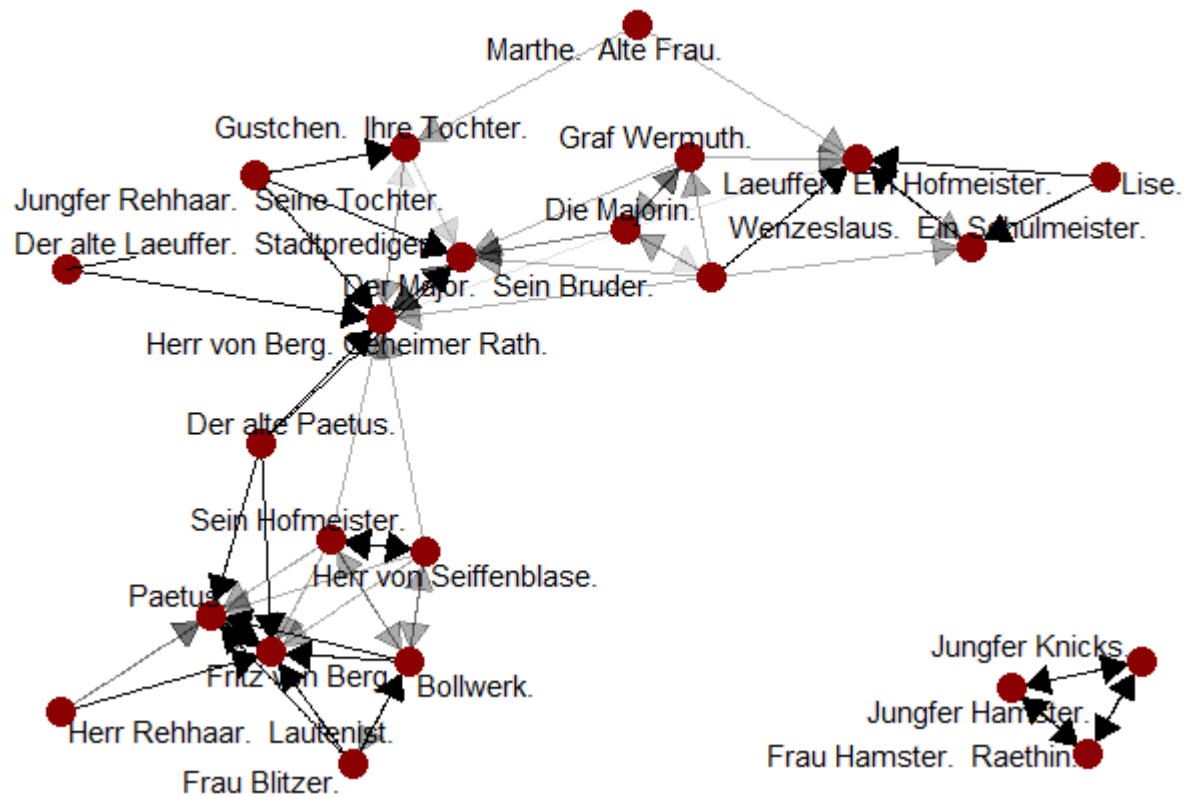 Marthe.  Alte Frau.
Gustchen.  Ihre Tochter.
Graf Wermuth.
Jungfer Rehhaar.  Seine Tochter.
Laeuffer.  Ein Hofmeister.
Lise.
Die Majorin.
Der alte Laeuffer.  Stadtprediger
Wenzeslaus.  Ein Schulmeister.
Der Major.  Sein Bruder.
Herr von Berg. Geheimer Rath.
Der alte Paetus.
Sein Hofmeister.
Herr von Seiffenblase.
Paetus.
Fritz von Berg.
Bollwerk.
Jungfer Knicks.
Jungfer Hamster.
Herr Rehhaar.  Lautenist.
Frau Hamster.  Raethin.
Frau Blitzer.